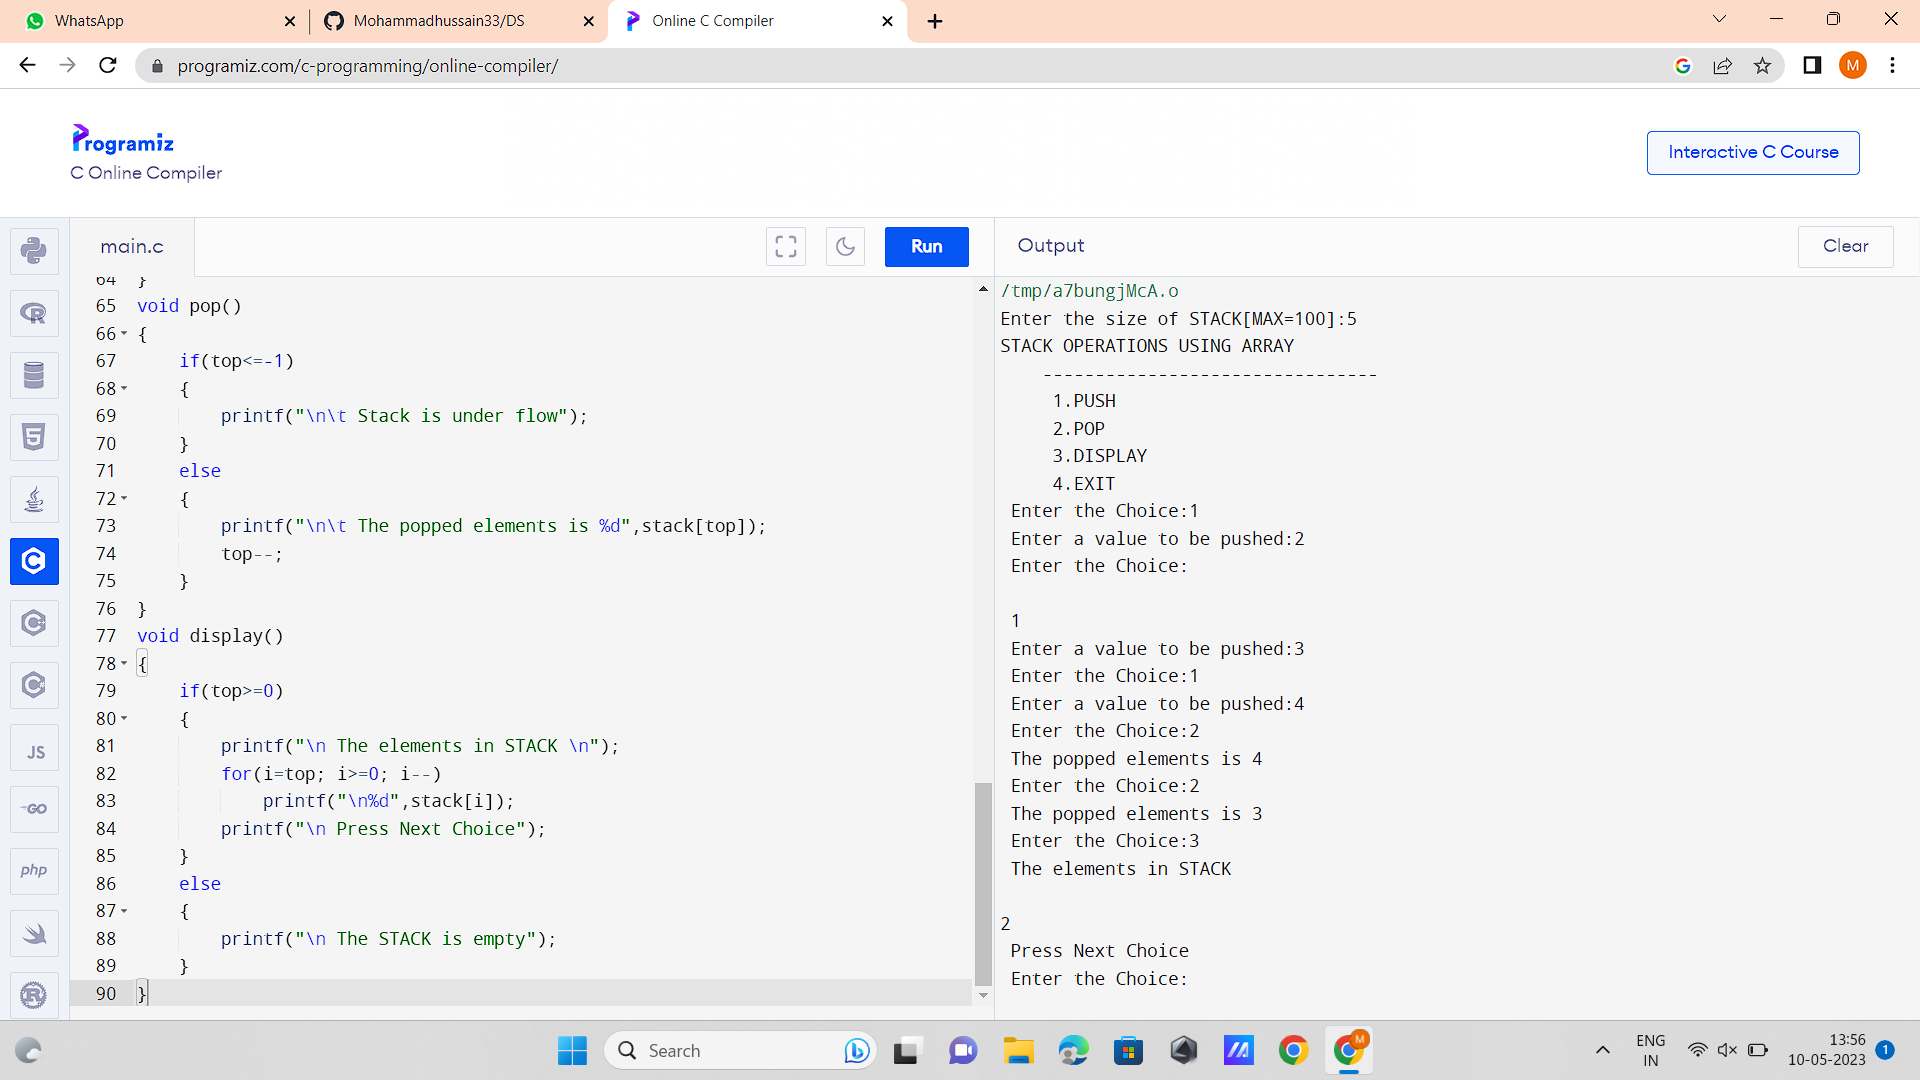 WhatsApp
Mohammadhussain33/DS
Online C Compiler
programiz.com/c-programming/online-compiler/
M
Programiz
C Online Compiler
Interactive C Course
main.c
Run
Output
Clear
64 }
65 void pop()
66 {
67 if(top<=-1)
68 {
69 printf("\n\t Stack is under flow");
70 }
71 else
72 {
73 printf("\n\t The popped elements is %d",stack[top]);
74 top--;
75 }
76 }
77 void display()
78 {
79 if(top>=0)
80 {
81 printf("\n The elements in STACK \n");
82 for(i=top; i>=0; i--)
83 printf("\n%d",stack[i]);
84 printf("\n Press Next Choice");
85 }
86 else
87 {
88 printf("\n The STACK is empty");
89 }
90 }
JS
GO
php
/tmp/a7bungjMcA.o
Enter the size of STACK[MAX=100]:5
STACK OPERATIONS USING ARRAY
--------------------------------
1.PUSH
2.POP
3.DISPLAY
4.EXIT
Enter the Choice:1
Enter a value to be pushed:2
Enter the Choice:
1
Enter a value to be pushed:3
Enter the Choice:1
Enter a value to be pushed:4
Enter the Choice:2
The popped elements is 4
Enter the Choice:2
The popped elements is 3
Enter the Choice:3
The elements in STACK
2
Press Next Choice
Enter the Choice:
Search
M
ENG
IN
13:56
10-05-2023
1